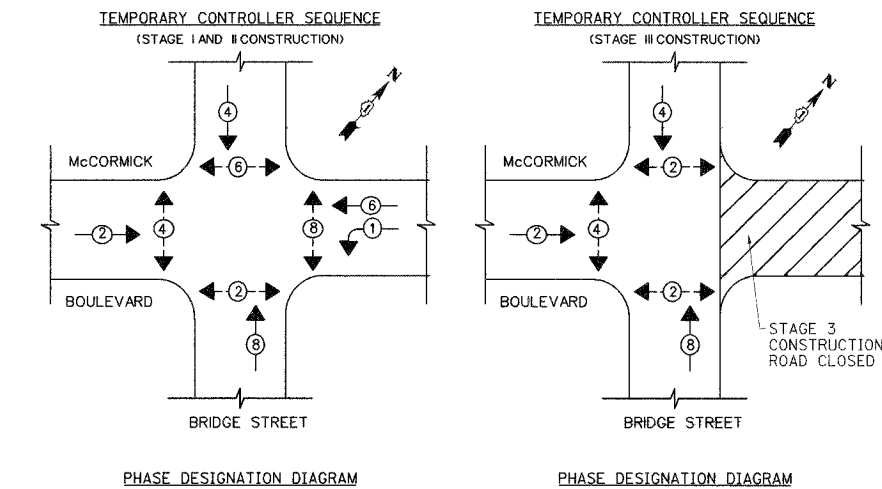 TEMPORARY CONTROLLER SEQUENCE
(STAGE I AND II CONSTRUCTION)
N
4
McCORMICK
6
6
2
4
8
1
BOULEVARD
2
8
BRIDGE STREET
PHASE DESIGNATION DIAGRAM
TEMPORARY CONTROLLER SEQUENCE
(STAGE III CONSTRUCTION)
N
4
McCORMICK
2
2
4
BOULEVARD
2
8
STAGE 3
CONSTRUCTION
ROAD CLOSED
BRIDGE STREET
PHASE DESIGNATION DIAGRAM